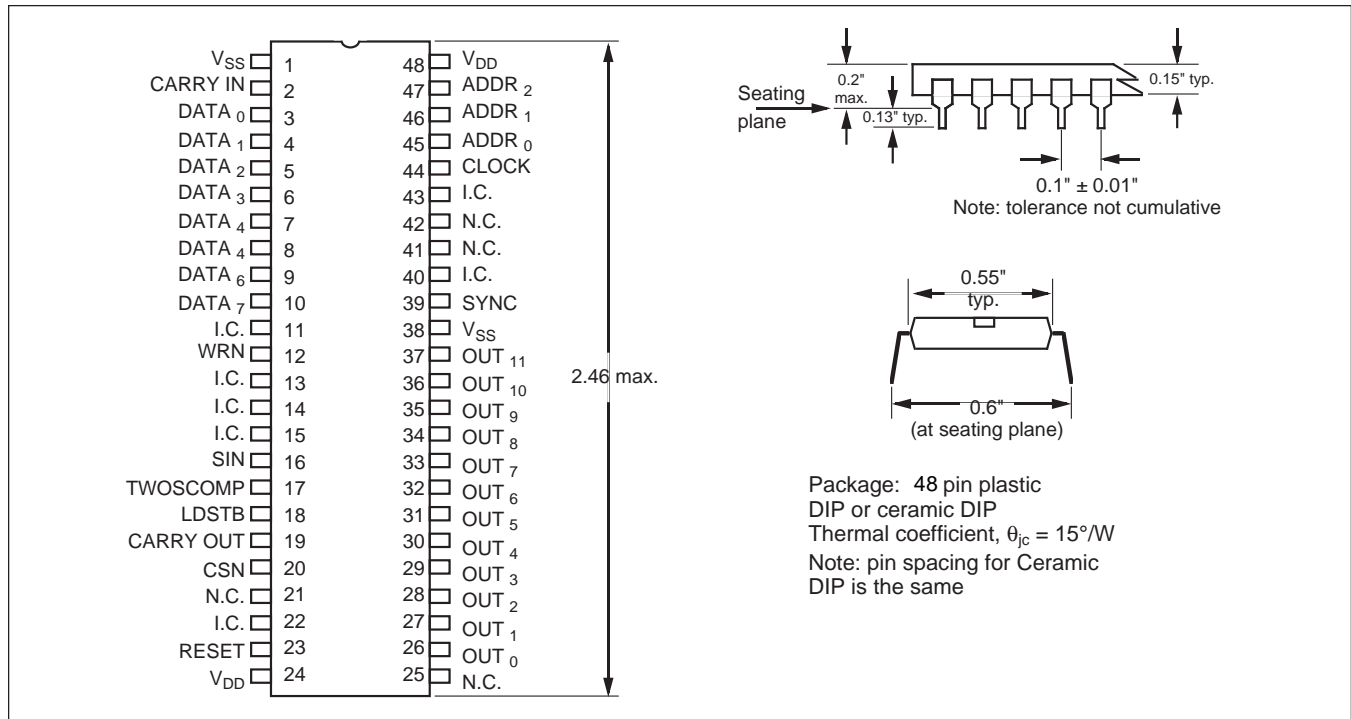 VSS 1
CARRY IN 2
DATA 0 3
DATA 1 4
DATA 2 5
DATA 3 6
DATA 4 7
DATA 4 8
DATA 6 9
DATA 7 10
I.C. 11
WRN 12
I.C. 13
I.C. 14
I.C. 15
SIN 16
TWOSCOMP 17
LDSTB 18
CARRY OUT 19
CSN 20
N.C. 21
I.C. 22
RESET 23
VDD 24
48 VDD
47 ADDR 2
46 ADDR 1
45 ADDR 0
44 CLOCK
43 I.C.
42 N.C.
41 N.C.
40 I.C.
39 SYNC
38 VSS
37 OUT 11
36 OUT 10
35 OUT 9
34 OUT 8
33 OUT 7
32 OUT 6
31 OUT 5
30 OUT 4
29 OUT 3
28 OUT 2
27 OUT 1
26 OUT 0
25 N.C.
2.46 max.
Seating
plane
0.2"
max.
0.13" typ.
0.15" typ.
0.1" ± 0.01"
Note: tolerance not cumulative
0.55"
typ.
0.6"
(at seating plane)
Package: 48 pin plastic
DIP or ceramic DIP
Thermal coefficient, θjc = 15°/W
Note: pin spacing for Ceramic
DIP is the same